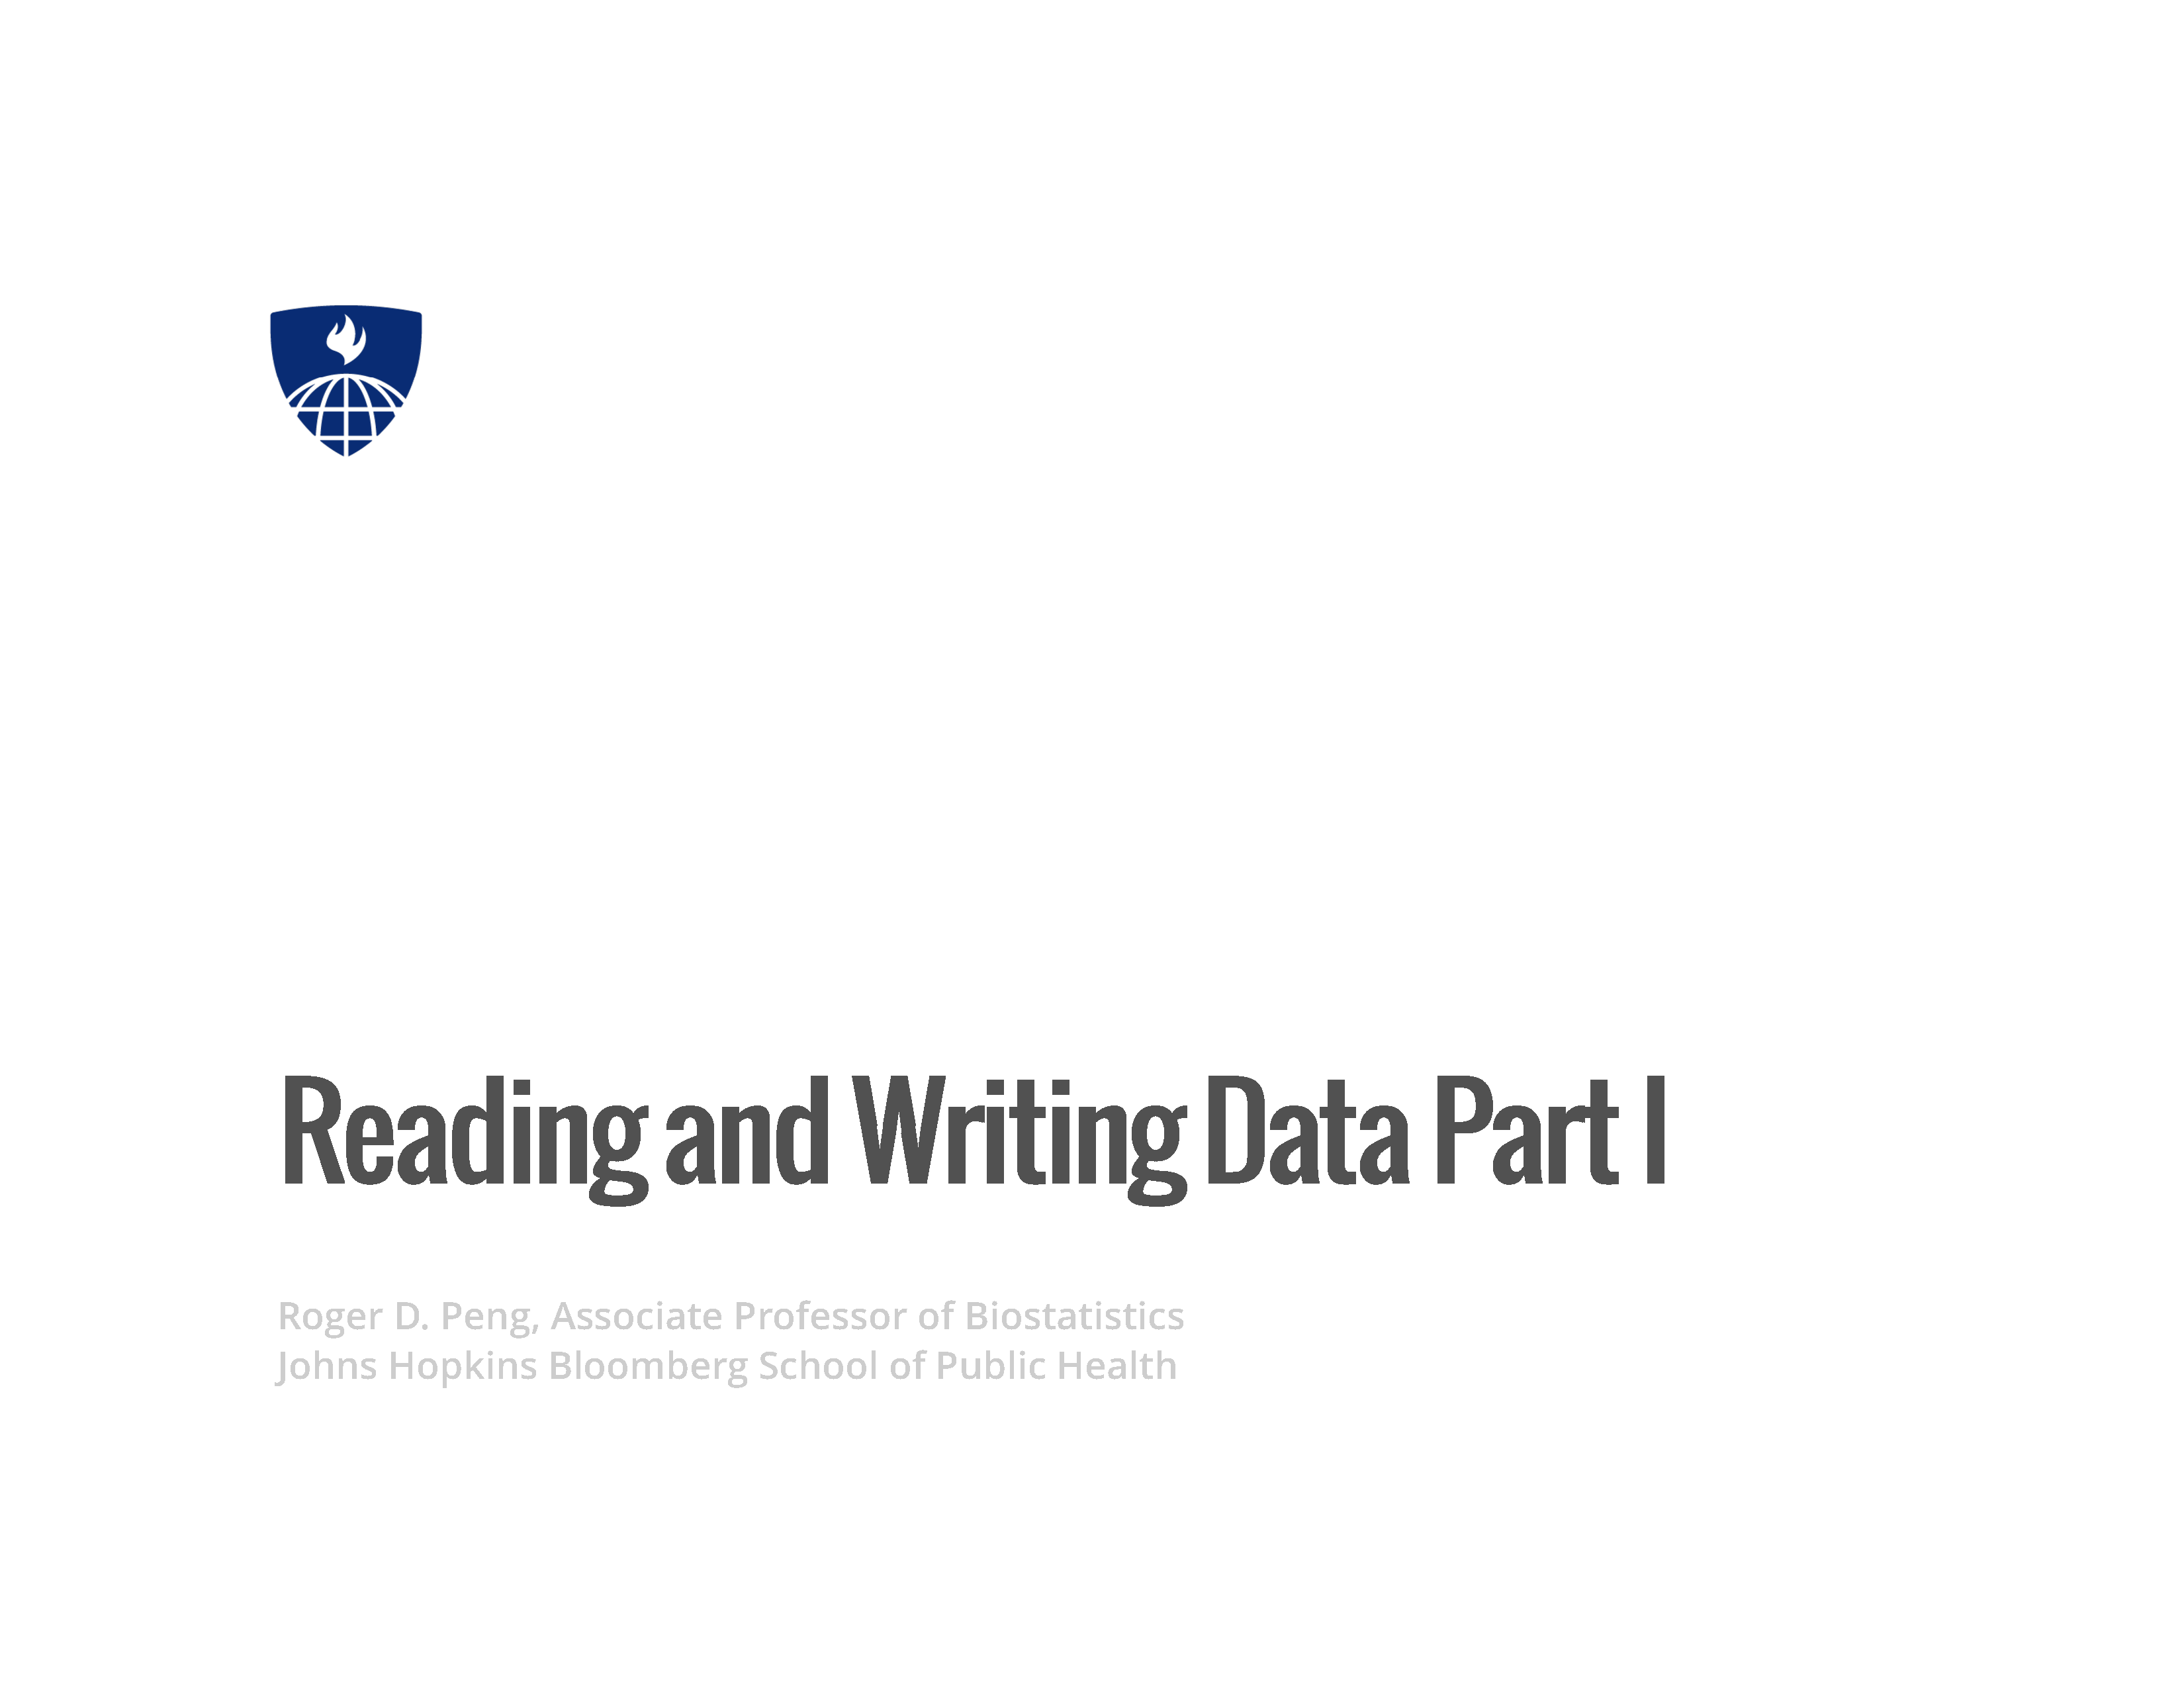 Reading and Writing Data Part I
Roger D. Peng, Associate Professor of Biostatistics
Johns Hopkins Bloomberg School of Public Health